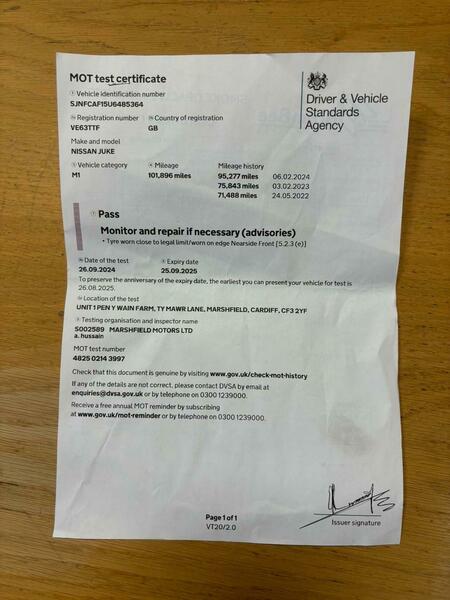 MOT test certificate
Vehicle identification number
SJNFCAF15U6485364
Registration number
VE63TTF
Country of registration
GB
Make and model
NISSAN JUKE
Vehicle category
M1
Mileage
101,896 miles
Mileage history
95,277 miles 06.02.2024
75,843 miles 03.02.2023
71,488 miles 24.05.2022
Driver & Vehicle
Standards
Agency
Pass
Monitor and repair if necessary (advisories)
• Tyre worn close to legal limit/worn on edge Nearside Front [5.2.3 (e)]
Date of the test
26.09.2024
Expiry date
25.09.2025
To preserve the anniversary of the expiry date, the earliest you can present your vehicle for test is
26.08.2025.
Location of the test
UNIT 1 PEN Y WAIN FARM, TY MAWR LANE, MARSHFIELD, CARDIFF, CF3 2YF
Testing organisation and inspector name
S002589 MARSHFIELD MOTORS LTD
a. hussain
MOT test number
4825 0214 3997
Check that this document is genuine by visiting www.gov.uk/check-mot-history
If any of the details are not correct, please contact DVSA by email at
enquiries@dvsa.gov.uk or by telephone on 0300 1239000.
Receive a free annual MOT reminder by subscribing
at www.gov.uk/mot-reminder or by telephone on 0300 1239000.
Page 1 of 1
VT20/2.0
Issuer signature